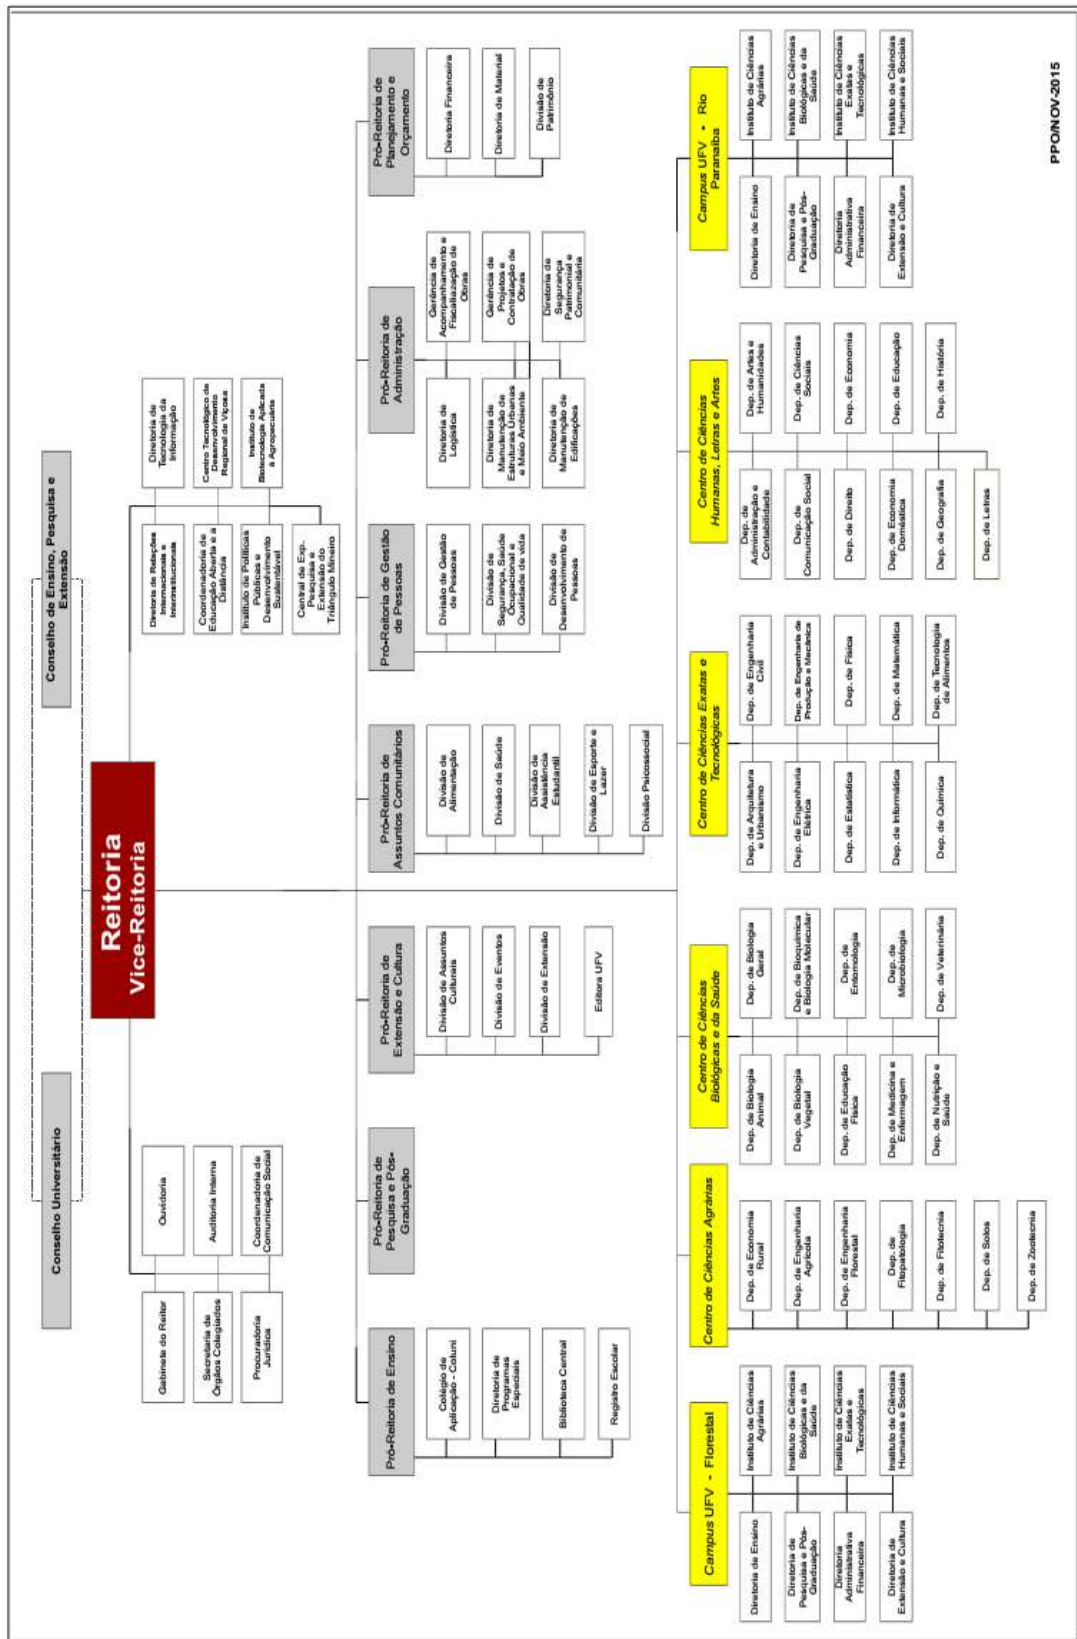 Conselho Universitário
Conselho de Ensino, Pesquisa e
Extensão
Reitoria
Vice-Reitoria
Gabinete do Reitor
Ouvidoria
Secretaria de
Órgãos Colegiados
Auditoria Interna
Procuradoria
Jurídica
Coordenadoria de
Comunicação Social
Diretoria de Relações
Internacionais e
Interinstitucionais
Diretoria de
Tecnologia da
Informação
Coordenadoria de
Educação Aberta e a
Distância
Centro Tecnológico de
Desenvolvimento
Regional de Viçosa
Instituto de Políticas
Públicas e
Desenvolvimento
Sustentável
Instituto de
Biotecnologia Aplicada
à Agropecuária
Central de Exp.
Pesquisa e
Extensão do
Triângulo Mineiro
Pró-Reitoria de Ensino
Colégio de
Aplicação - Coluni
Diretoria de
Programas
Especiais
Biblioteca Central
Registro Escolar
Pró-Reitoria de
Pesquisa e Pós-
Graduação
Pró-Reitoria de
Extensão e Cultura
Divisão de Assuntos
Culturais
Divisão de Eventos
Divisão de Extensão
Editora UFV
Pró-Reitoria de
Assuntos Comunitários
Divisão de
Alimentação
Divisão de Saúde
Divisão de
Assistência
Estudantil
Divisão de Esporte e
Lazer
Divisão Psicossocial
Pró-Reitoria de Gestão
de Pessoas
Divisão de Gestão
de Pessoas
Divisão de
Segurança, Saúde
Ocupacional e
Qualidade de vida
Divisão de
Desenvolvimento de
Pessoas
Pró-Reitoria de
Administração
Diretoria de
Logística
Gerência de
Acompanhamento e
Fiscaliazação de
Obras
Diretoria de
Manutenção de
Estruturas Urbanas
e Meio Ambiente
Gerência de
Projetos e
Contratação de
Obras
Diretoria de
Manutenção de
Edificações
Diretoria de
Segurança
Patrimonial e
Comunitária
Pró-Reitoria de
Planejamento e
Orçamento
Diretoria Financeira
Diretoria de Material
Divisão de
Patrimônio
Campus UFV - Florestal
Diretoria de Ensino
Instituto de Ciências
Agrárias
Diretoria de
Pesquisa e Pós-
Graduação
Instituto de Ciências
Biológicas e da
Saúde
Diretoria
Administrativa
Financeira
Instituto de Ciências
Exatas e
Tecnológicas
Diretoria de
Extensão e Cultura
Instituto de Ciências
Humanas e Sociais
Centro de Ciências Agrárias
Dep. de Economia
Rural
Dep. de Engenharia
Agrícola
Dep. de Engenharia
Florestal
Dep. de
Fitopatologia
Dep. de Fitotecnia
Dep. de Solos
Dep. de Zootecnia
Centro de Ciências
Biológicas e da Saúde
Dep. de Biologia
Animal
Dep. de Biologia
Geral
Dep. de Biologia
Vegetal
Dep. de Bioquímica
e Biologia Molecular
Dep. de Educação
Física
Dep. de
Entomologia
Dep. de Medicina e
Enfermagem
Dep. de
Microbiologia
Dep. de Nutrição e
Saúde
Dep. de Veterinária
Centro de Ciências Exatas e
Tecnológicas
Dep. de Arquitetura
e Urbanismo
Dep. de Engenharia
Civil
Dep. de Engenharia
Elétrica
Dep. de Engenharia de
Produção e Mecânica
Dep. de Estatística
Dep. de Física
Dep. de Informática
Dep. de Matemática
Dep. de Química
Dep. de Tecnologia
de Alimentos
Centro de Ciências
Humanas, Letras e Artes
Dep. de
Administração e
Contabilidade
Dep. de Artes e
Humanidades
Dep. de
Comunicação Social
Dep. de Ciências
Sociais
Dep. de Direito
Dep. de Economia
Dep. de Economia
Doméstica
Dep. de Educação
Dep. de Geografia
Dep. de História
Dep. de Letras
Campus UFV - Rio
Paranaíba
Diretoria de Ensino
Instituto de Ciências
Agrárias
Diretoria de
Pesquisa e Pós-
Graduação
Instituto de Ciências
Biológicas e da
Saúde
Diretoria
Administrativa
Financeira
Instituto de Ciências
Exatas e
Tecnológicas
Diretoria de
Extensão e Cultura
Instituto de Ciências
Humanas e Sociais
PPO/NOV-2015